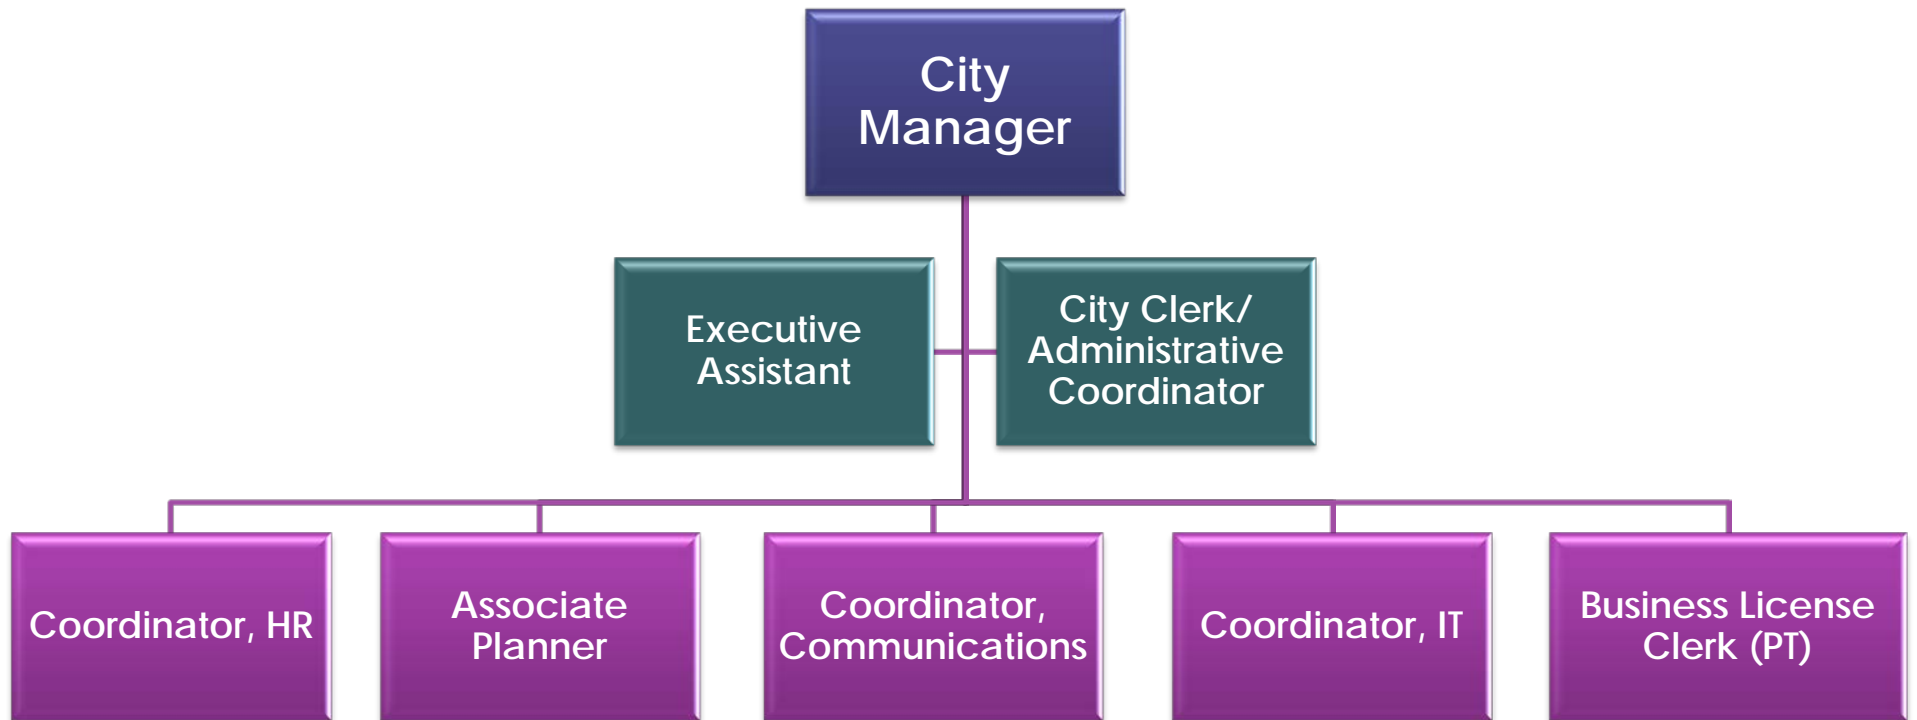 City
Manager
Executive
Assistant
City Clerk/
Administrative
Coordinator
Coordinator, HR
Associate
Planner
Coordinator,
Communications
Coordinator, IT
Business License
Clerk (PT)